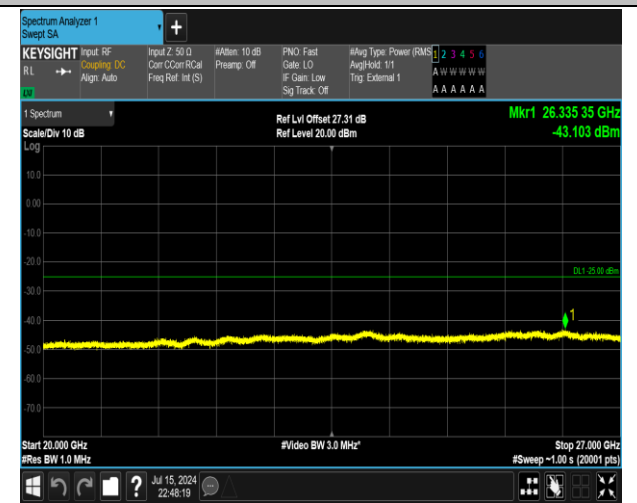 Spectrum Analyzer 1
Swept SA
+
KEYSIGHT
RL
LW
Input: RF
Coupling: DC
Align: Auto
Input Z: 50 Ω
Corr CCorr RCal
Freq Ref: Int (S)
#Atten: 10 dB
Preamp: Off
PNO: Fast
Gate: LO
IF Gain: Low
Sig Track: Off
#Avg Type: Power (RMS
Avg|Hold: 1/1
Trig: External 1
1 2 3 4 5 6
A W W W W W
A A A A A A
1 Spectrum
Scale/Div 10 dB
Log
Ref Lvl Offset 27.31 dB
Ref Level 20.00 dBm
Mkr1 26.335 35 GHz
-43.103 dBm
10.0
0.00
-10.0
-20.0
DL1 -25.00 dBm
-30.0
-40.0
1
-50.0
-60.0
-70.0
Start 20.000 GHz
#Res BW 1.0 MHz
#Video BW 3.0 MHz*
Stop 27.000 GHz
#Sweep ~1.00 s (20001 pts)
?
Jul 15, 2024
22:48:19